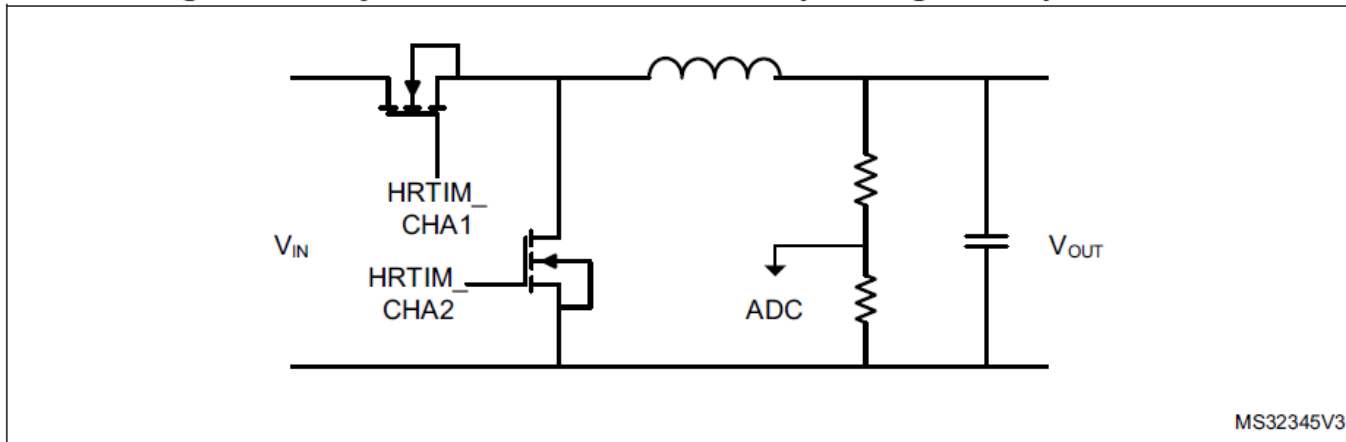 HRTIM_
CHA1
VIN
HRTIM_
CHA2
ADC
VOUT
MS32345V3